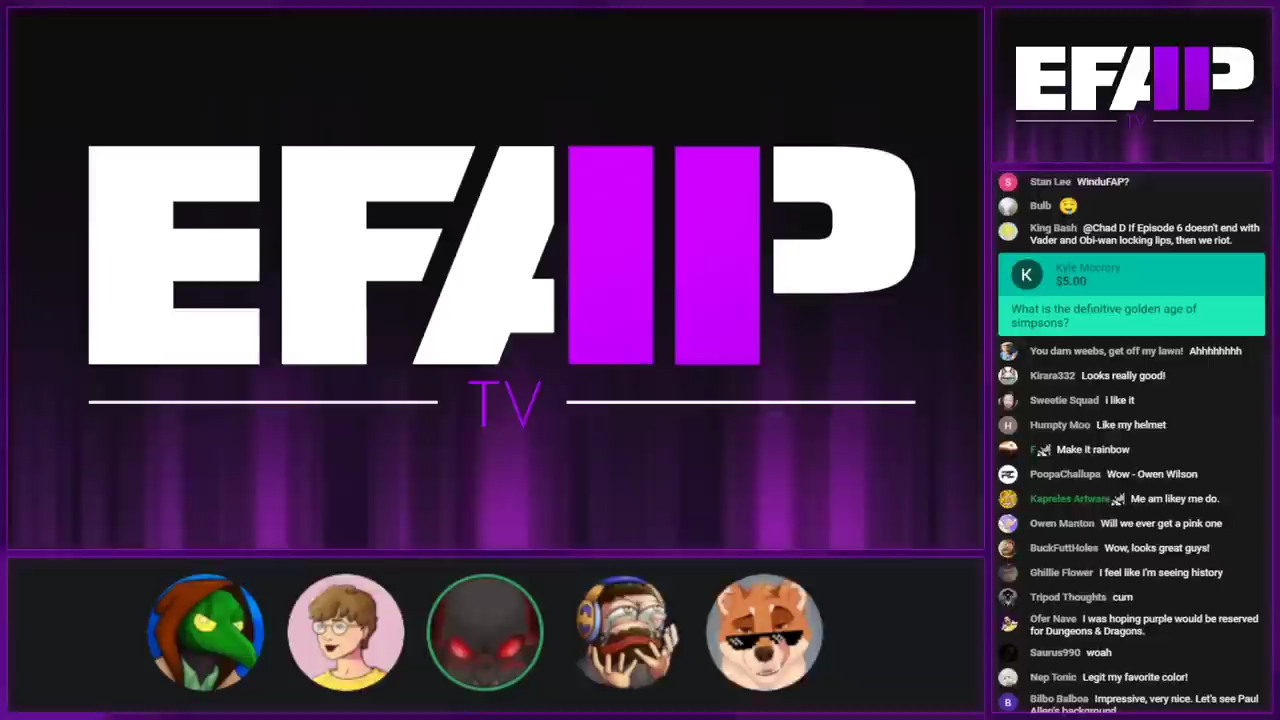 EFAP
TV
EFAP
TV
Stan Lee WinduFAP?
Bulb
King Bash @Chad D If Episode 6 doesn't end with
Vader and Obi-wan locking lips, then we riot.
K
Kyle Mccrory
$5.00
What is the definitive golden age of
simpsons?
You dam weebs, get off my lawn! Ahhhhhhhh
Kirara332 Looks really good!
Sweetie Squad i like it
H Humpty Moo Like my helmet
F Make it rainbow
PoopaChallupa Wow - Owen Wilson
Kapreles Artwani Me am likey me do.
Owen Manton Will we ever get a pink one
BuckFuttHoles Wow, looks great guys!
Ghillie Flower I feel like I'm seeing history
Tripod Thoughts cum
Ofer Nave I was hoping purple would be reserved
for Dungeons & Dragons.
Saurus990 woah
Nep Tonic Legit my favorite color!
B Bilbo Balboa Impressive, very nice. Let's see Paul
Allen's background